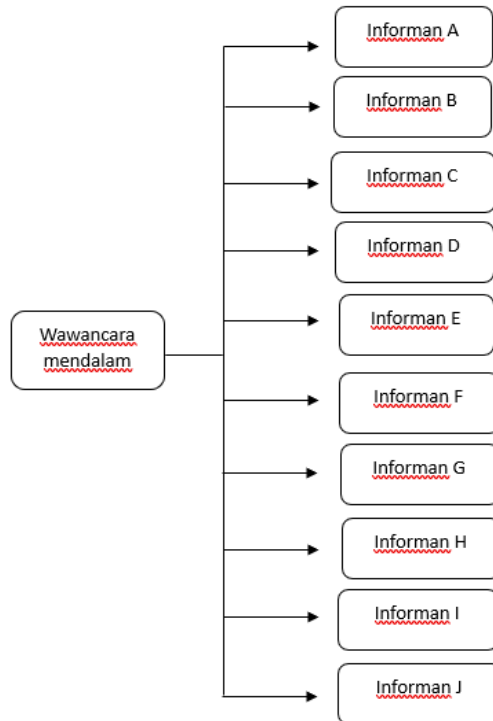 Informan A
Informan B
Informan C
Informan D
Informan E
Wawancara
mendalam
Informan F
Informan G
Informan H
Informan I
Informan J